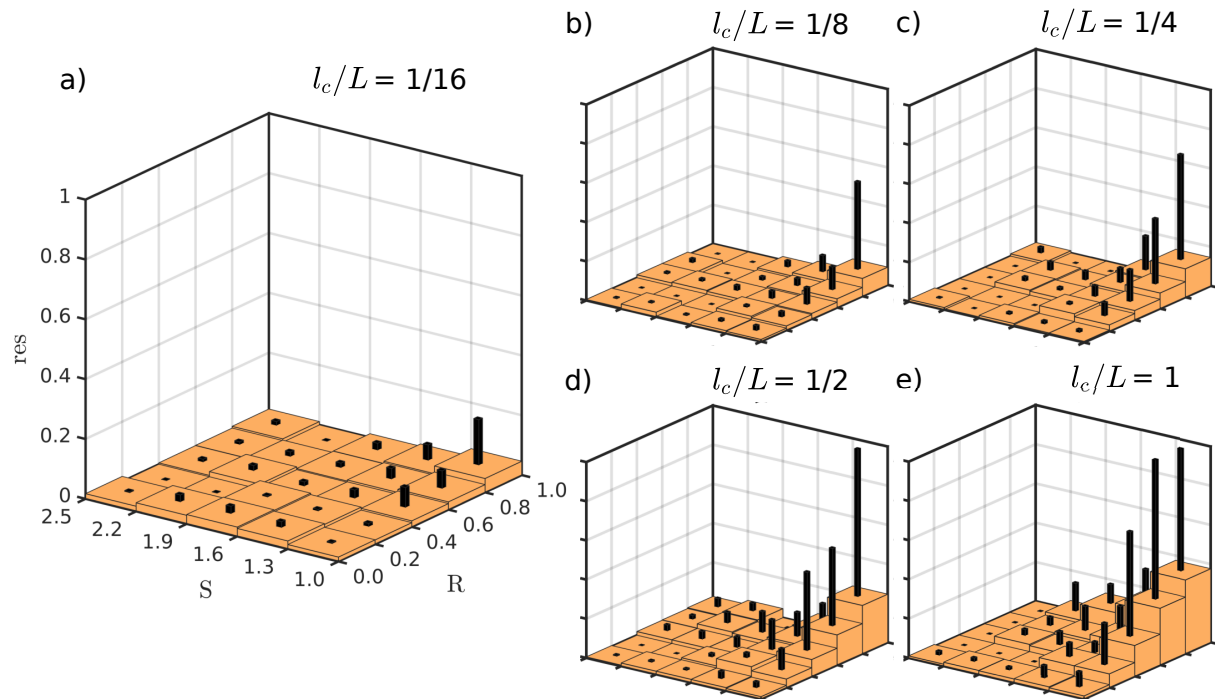 a)
l_c/L = 1/16
b)
l_c/L = 1/8
c)
l_c/L = 1/4
d)
l_c/L = 1/2
e)
l_c/L = 1
res
1
0.8
0.6
0.4
0.2
0
2.5
2.2
1.9
1.6
1.3
1.0
S
0.0
0.2
0.4
0.6
0.8
1.0
R